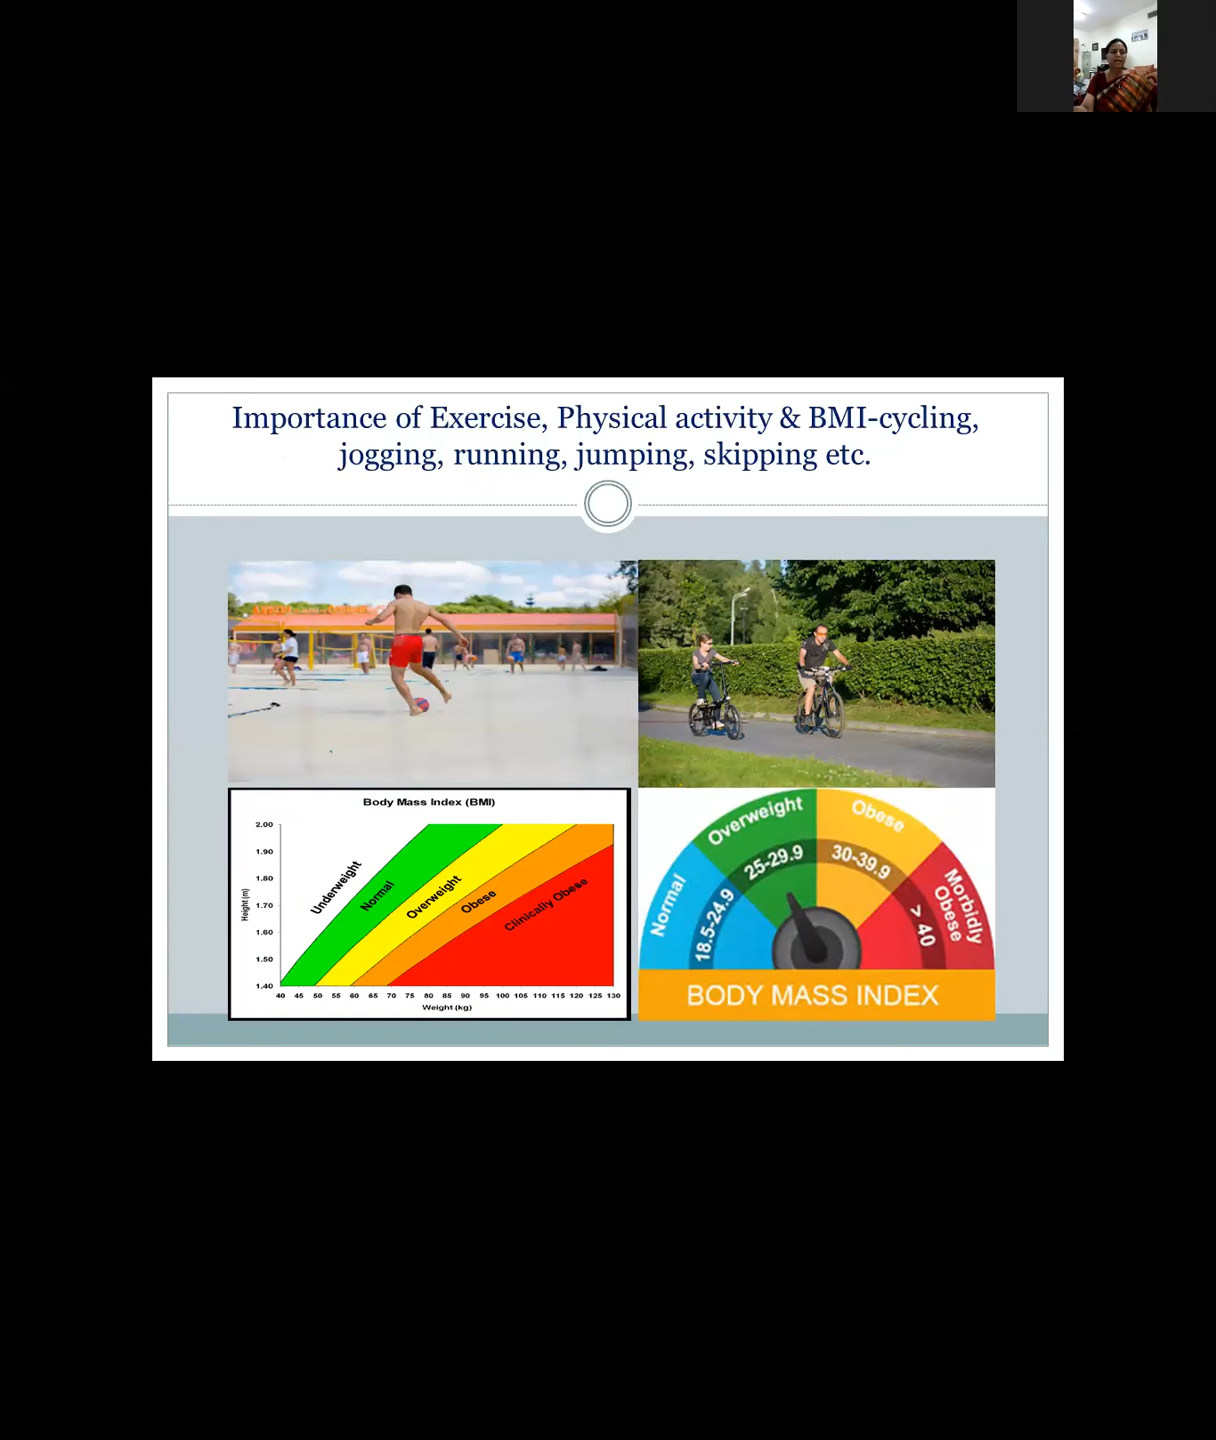 Importance of Exercise, Physical activity & BMI-cycling,
jogging, running, jumping, skipping etc.
Body Mass Index (BMI)
2.00
1.90
1.80
1.70
1.60
1.50
1.40
Height (m)
Underweight
Normal
Overweight
Obese
Clinically Obese
40 45 50 55 60 65 70 75 80 85 90 95 100 105 110 115 120 125 130
Weight (kg)
Normal
18.5-24.9
Overweight
25-29.9
Obese
30-39.9
Morbidly
Obese
> 40
BODY MASS INDEX